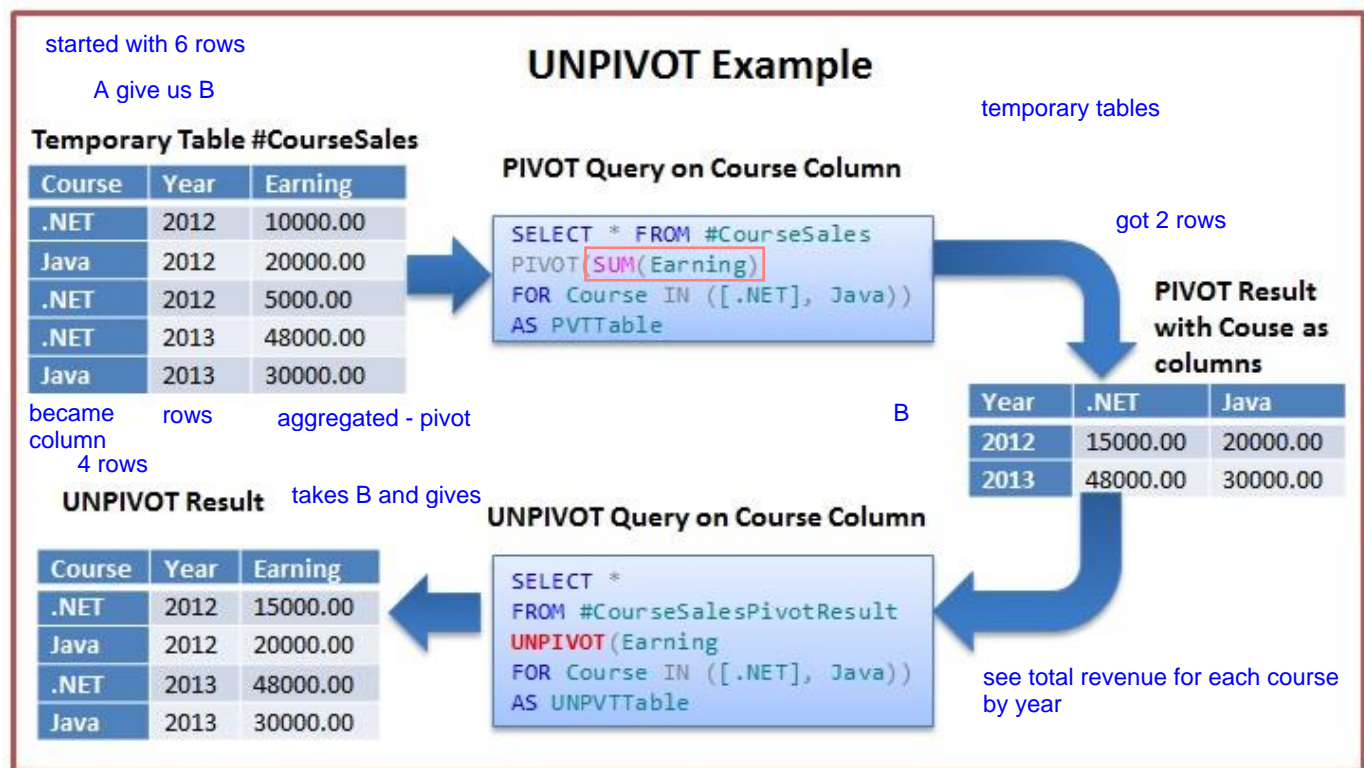 started with 6 rows
UNPIVOT Example
A give us B
temporary tables
Temporary Table #CourseSales
Course Year Earning
.NET 2012 10000.00
Java 2012 20000.00
.NET 2012 5000.00
.NET 2013 48000.00
Java 2013 30000.00
became
column
rows
aggregated - pivot
PIVOT Query on Course Column
SELECT * FROM #CourseSales
PIVOT(SUM(Earning)
FOR Course IN ([.NET], Java))
AS PVTTable
got 2 rows
PIVOT Result
with Couse as
columns
B
Year .NET Java
2012 15000.00 20000.00
2013 48000.00 30000.00
4 rows
UNPIVOT Result
takes B and gives
UNPIVOT Query on Course Column
Course Year Earning
.NET 2012 15000.00
Java 2012 20000.00
.NET 2013 48000.00
Java 2013 30000.00
SELECT *
FROM #CourseSalesPivotResult
UNPIVOT(Earning
FOR Course IN ([.NET], Java))
AS UNPVTTable
see total revenue for each course
by year